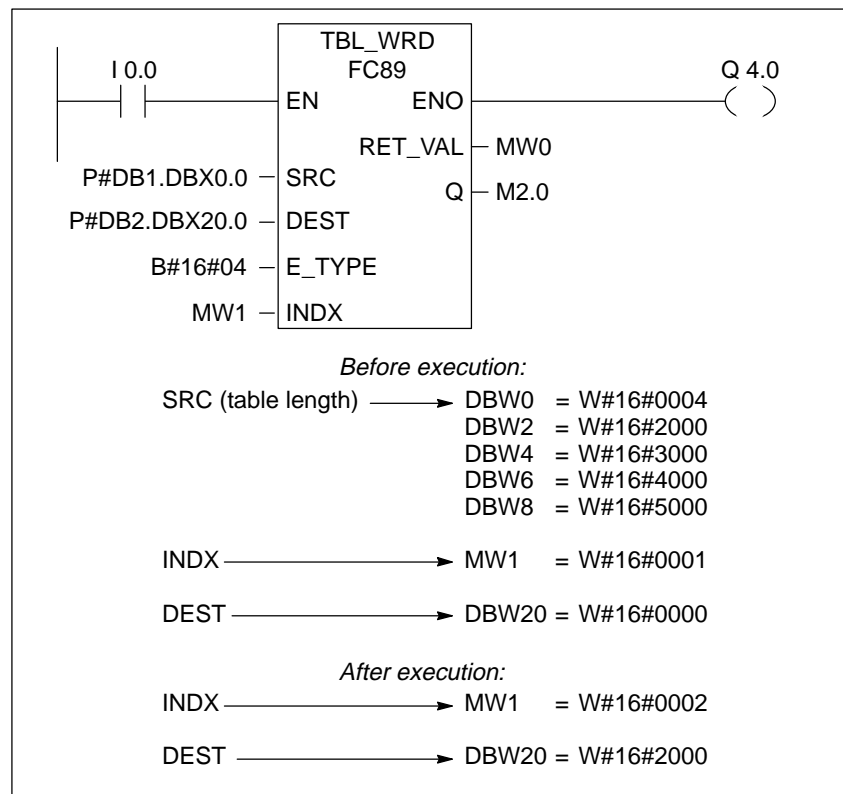 TBL_WRD
FC89
I 0.0
Q 4.0
EN ENO
RET_VAL MW0
P#DB1.DBX0.0 SRC
Q M2.0
P#DB2.DBX20.0 DEST
B#16#04 E_TYPE
MW1 INDX
Before execution:
SRC (table length) DBW0 = W#16#0004
DBW2 = W#16#2000
DBW4 = W#16#3000
DBW6 = W#16#4000
DBW8 = W#16#5000
INDX MW1 = W#16#0001
DEST DBW20 = W#16#0000
After execution:
INDX MW1 = W#16#0002
DEST DBW20 = W#16#2000